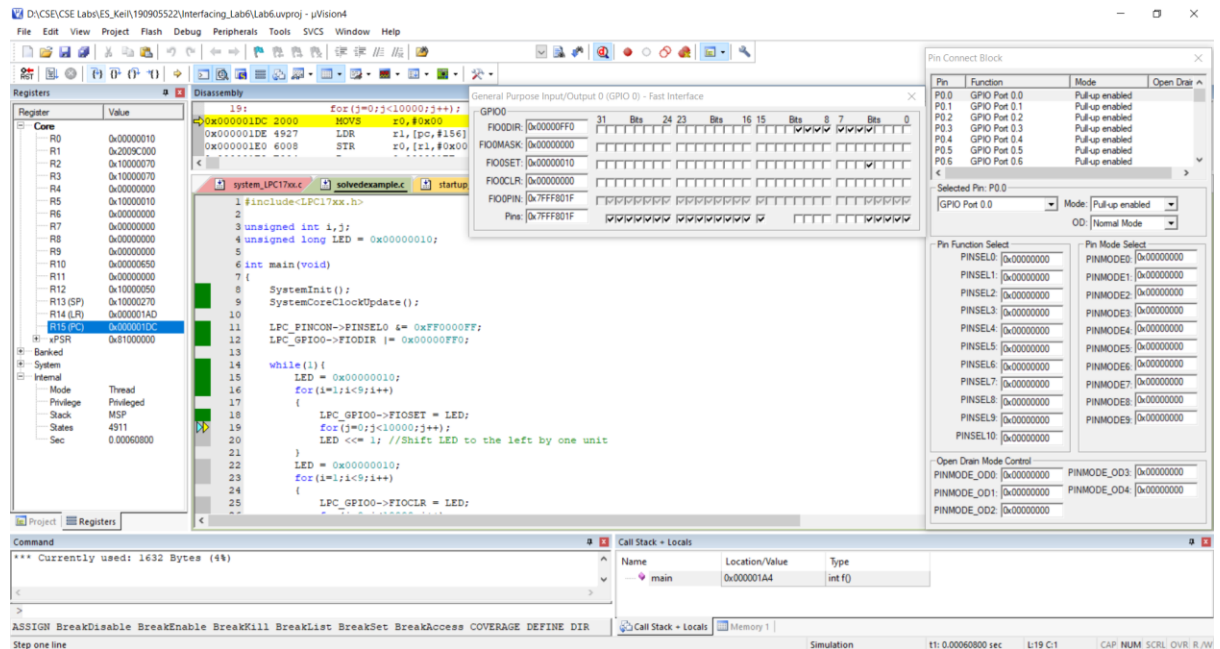 D:\CSE\CSE Labs\ES_Keil\190905522\Interfacing_Lab6\Lab6.uvproj - µVision4
File Edit View Project Flash Debug Peripherals Tools SVCS Window Help
Registers
Register Value
Core
R0 0x00000010
R1 0x2009C000
R2 0x10000070
R3 0x10000070
R4 0x00000000
R5 0x10000010
R6 0x00000000
R7 0x00000000
R8 0x00000000
R9 0x00000000
R10 0x00000650
R11 0x00000000
R12 0x10000050
R13 (SP) 0x10000270
R14 (LR) 0x000001AD
R15 (PC) 0x000001DC
xPSR 0x81000000
Banked
System
Internal
Mode Thread
Privilege Privileged
Stack MSP
States 4911
Sec 0.00060800
Project Registers
Disassembly
19: for(j=0;j<10000;j++);
0x000001DC 2000 MOVS r0,#0x00
0x000001DE 4927 LDR r1,[pc,#156]
0x000001E0 6008 STR r0,[r1,#0x00
system_LPC17xx.c solvedexample.c startup
1 #include<LPC17xx.h>
2
3 unsigned int i,j;
4 unsigned long LED = 0x00000010;
5
6 int main(void)
7 {
8 SystemInit();
9 SystemCoreClockUpdate();
10
11 LPC_PINCON->PINSEL0 &= 0xFF0000FF;
12 LPC_GPIO0->FIODIR |= 0x00000FF0;
13
14 while(1){
15 LED = 0x00000010;
16 for(i=1;i<9;i++)
17 {
18 LPC_GPIO0->FIOSET = LED;
19 for(j=0;j<10000;j++);
20 LED <<= 1; //Shift LED to the left by one unit
21 }
22 LED = 0x00000010;
23 for(i=1;i<9;i++)
24 {
25 LPC_GPIO0->FIOCLR = LED;
General Purpose Input/Output 0 (GPIO 0) - Fast Interface
GPIO0
31 Bits 24 23 Bits 16 15 Bits 8 7 Bits 0
FIO0DIR: 0x00000FF0
FIO0MASK: 0x00000000
FIO0SET: 0x00000010
FIO0CLR: 0x00000000
FIO0PIN: 0x7FFF801F
Pins: 0x7FFF801F
Pin Connect Block
Pin Function Mode Open Drain
P0.0 GPIO Port 0.0 Pull-up enabled
P0.1 GPIO Port 0.1 Pull-up enabled
P0.2 GPIO Port 0.2 Pull-up enabled
P0.3 GPIO Port 0.3 Pull-up enabled
P0.4 GPIO Port 0.4 Pull-up enabled
P0.5 GPIO Port 0.5 Pull-up enabled
P0.6 GPIO Port 0.6 Pull-up enabled
Selected Pin: P0.0
GPIO Port 0.0 Mode: Pull-up enabled
OD: Normal Mode
Pin Function Select
PINSEL0: 0x00000000
PINSEL1: 0x00000000
PINSEL2: 0x00000000
PINSEL3: 0x00000000
PINSEL4: 0x00000000
PINSEL5: 0x00000000
PINSEL6: 0x00000000
PINSEL7: 0x00000000
PINSEL8: 0x00000000
PINSEL9: 0x00000000
PINSEL10: 0x00000000
Pin Mode Select
PINMODE0: 0x00000000
PINMODE1: 0x00000000
PINMODE2: 0x00000000
PINMODE3: 0x00000000
PINMODE4: 0x00000000
PINMODE5: 0x00000000
PINMODE6: 0x00000000
PINMODE7: 0x00000000
PINMODE8: 0x00000000
PINMODE9: 0x00000000
Open Drain Mode Control
PINMODE_OD0: 0x00000000 PINMODE_OD3: 0x00000000
PINMODE_OD1: 0x00000000 PINMODE_OD4: 0x00000000
PINMODE_OD2: 0x00000000
Command
*** Currently used: 1632 Bytes (4%)
>
ASSIGN BreakDisable BreakEnable BreakKill BreakList BreakSet BreakAccess COVERAGE DEFINE DIR
Call Stack + Locals
Name Location/Value Type
main 0x000001A4 int f()
Call Stack + Locals Memory 1
Step one line Simulation t1: 0.00060800 sec L:19 C:1 CAP NUM SCRL OVR R/W